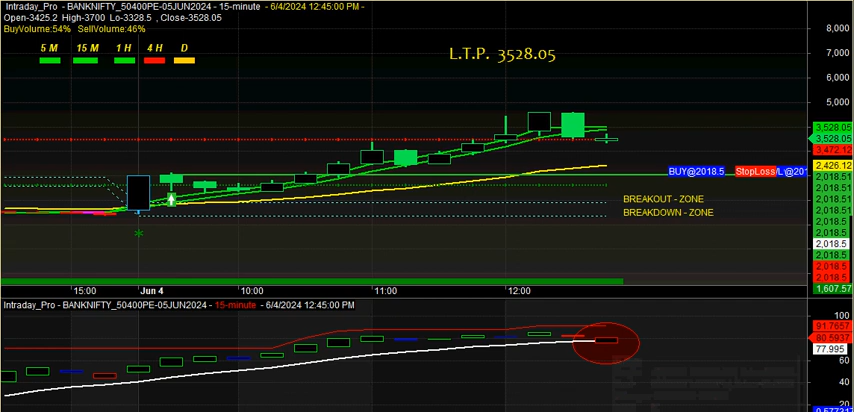 Intraday_Pro - BANKNIFTY_50400PE-05JUN2024 - 15-minute - 6/4/2024 12:45:00 PM -
Open-3425.2 High-3700 Lo-3328.5 , Close-3528.05
BuyVolume:54% SellVolume:46%
5 M 15 M 1 H 4 H D
L.T.P. 3528.05
8,000
7,000
6,000
5,000
3,528.05
3,528.05
3,472.12
2,426.12
BUY@2018.5 StopLoss
2,018.51
2,018.51
BREAKOUT - ZONE
2,018.51
BREAKDOWN - ZONE
2,018.51
2,018.5
2,018.5
2,018.5
2,018.5
1,607.57
15:00 Jun 4 10:00 11:00 12:00
Intraday_Pro - BANKNIFTY_50400PE-05JUN2024 - 15-minute - 6/4/2024 12:45:00 PM
100
91.7657
80.5937
77.995
60
40
20